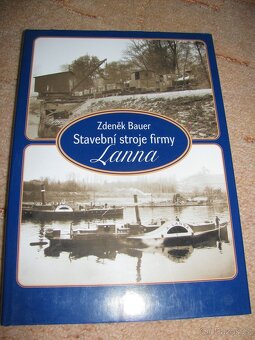 Zdeněk Bauer
Stavební stroje firmy
Lanna